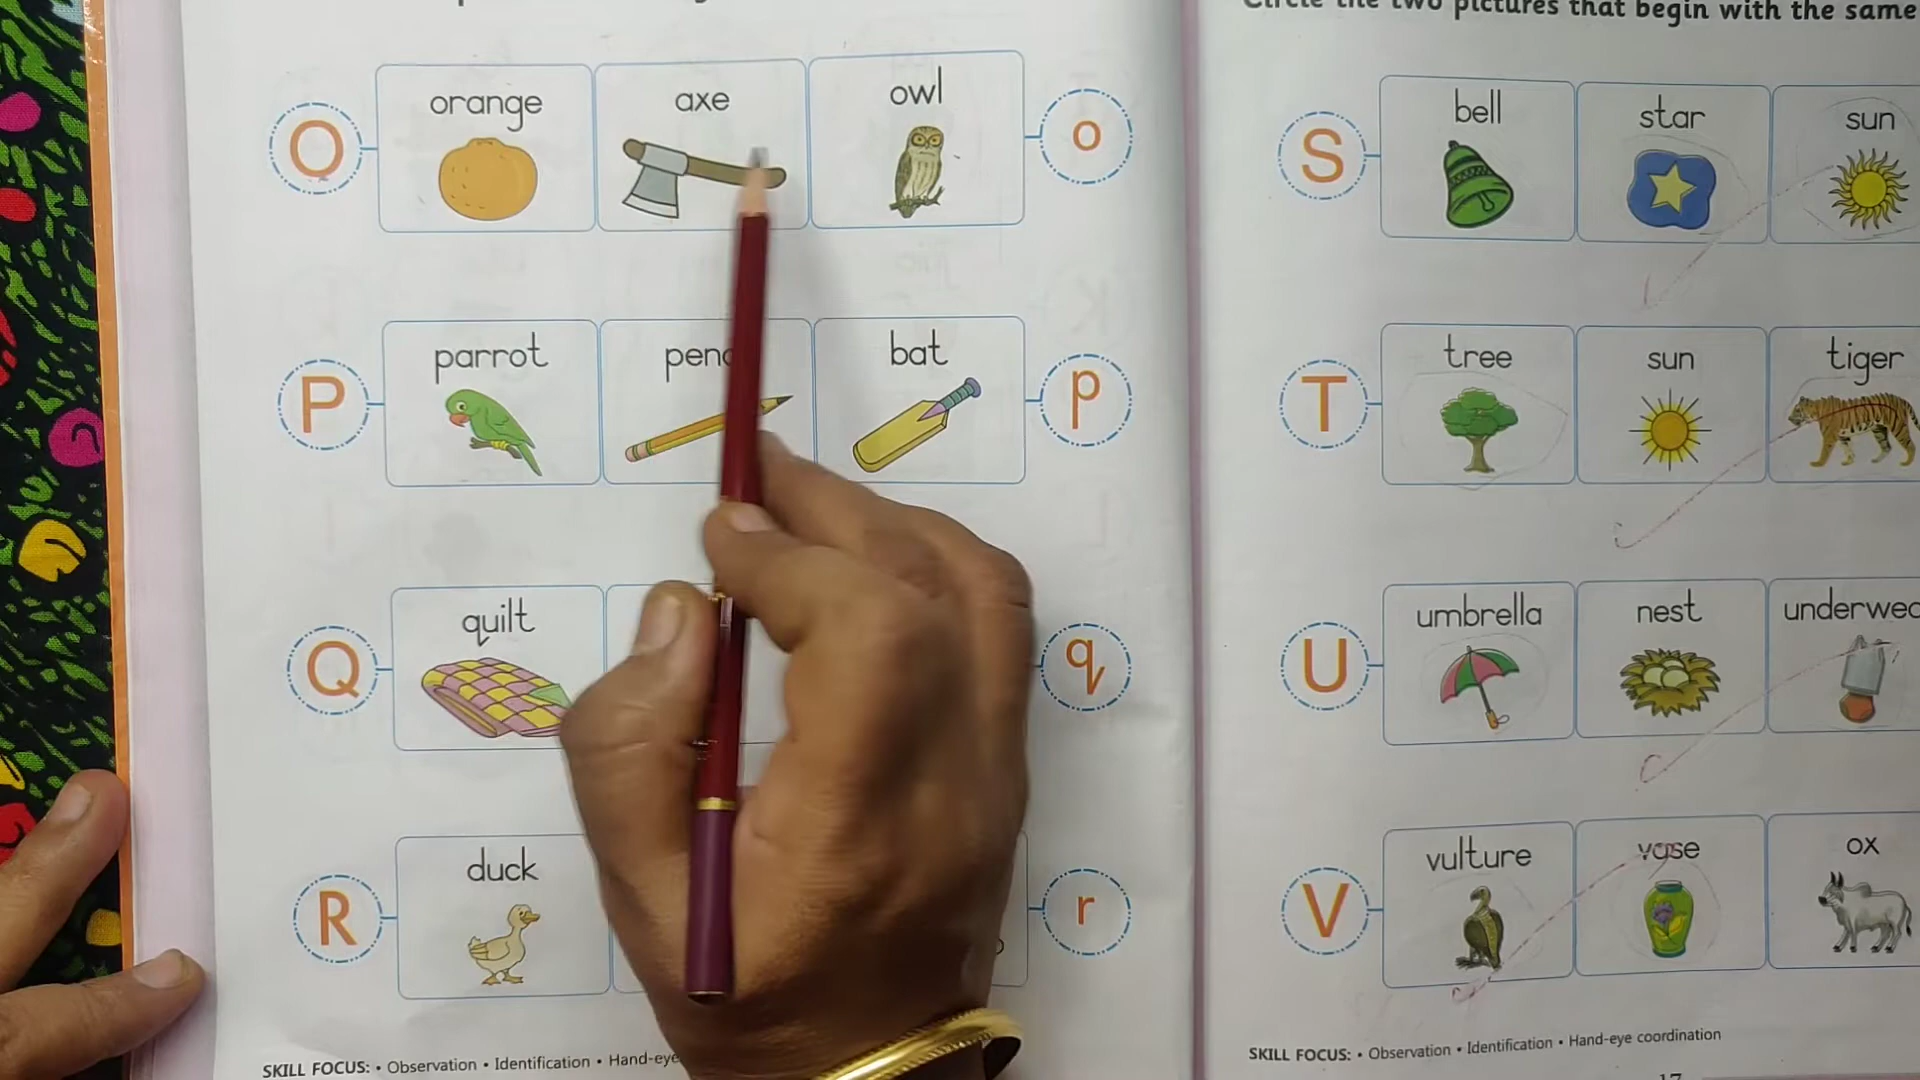 Circle the two pictures that begin with the same
O orange axe owl o
P parrot bat p
Q quilt q
R duck r
SKILL FOCUS: • Observation • Identification • Hand-eye
S bell star sun
T tree sun tiger
U umbrella nest
V vulture vase ox
SKILL FOCUS: • Observation • Identification • Hand-eye coordination
17